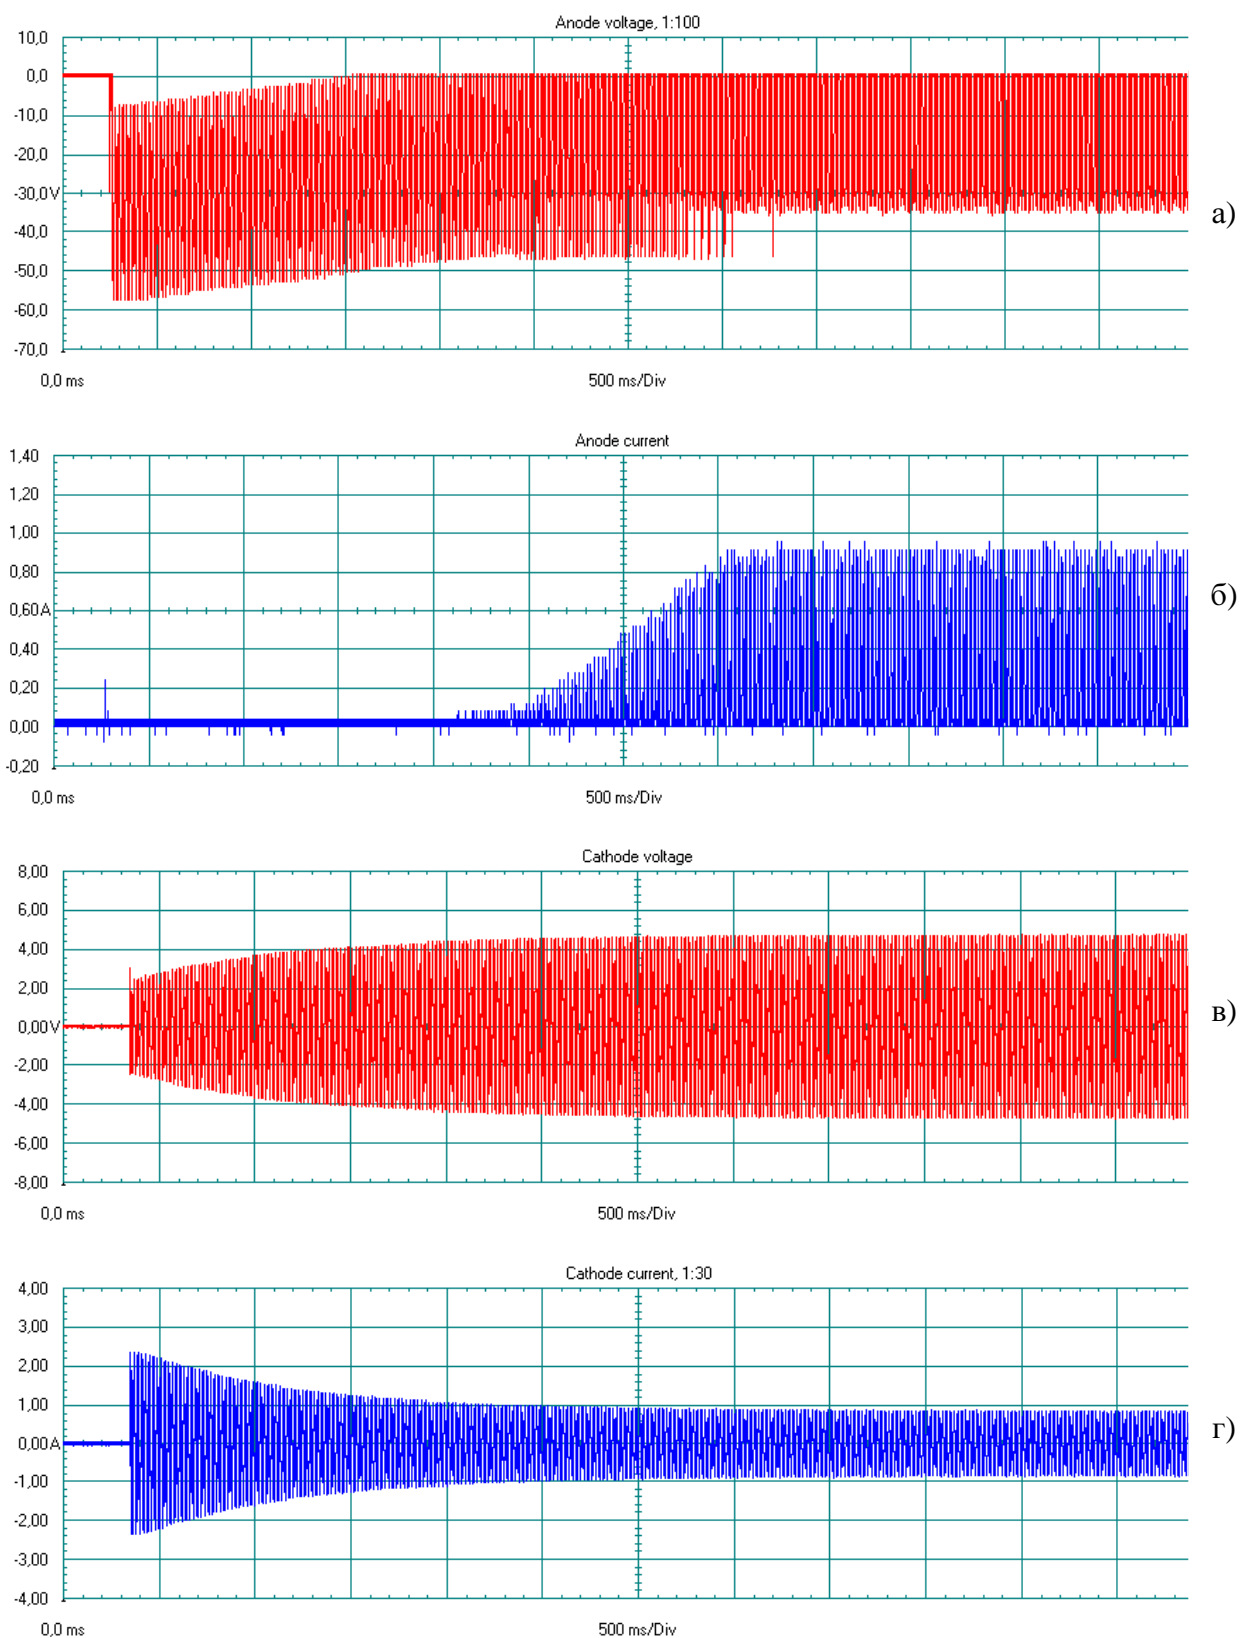 Anode voltage, 1:100
10,0
0,0
-10,0
-20,0
-30,0V
-40,0
-50,0
-60,0
-70,0
а)
0,0 ms
500 ms/Div
Anode current
1,40
1,20
1,00
0,80
0,60A
0,40
0,20
0,00
-0,20
б)
0,0 ms
500 ms/Div
Cathode voltage
8,00
6,00
4,00
2,00
0,00V
-2,00
-4,00
-6,00
-8,00
в)
0,0 ms
500 ms/Div
Cathode current, 1:30
4,00
3,00
2,00
1,00
0,00A
-1,00
-2,00
-3,00
-4,00
г)
0,0 ms
500 ms/Div